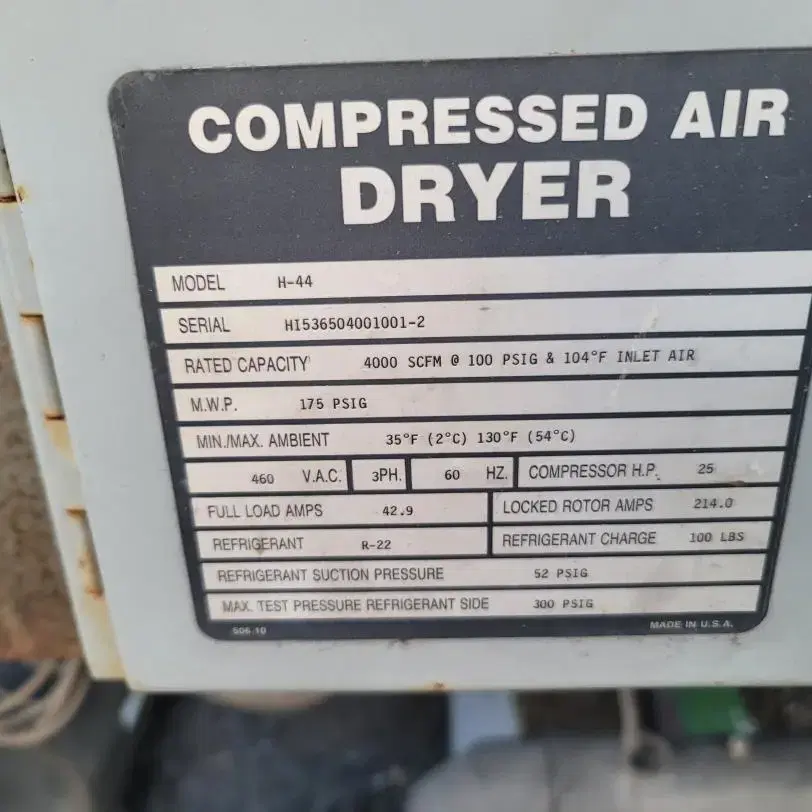 COMPRESSED AIR
DRYER
MODEL H-44
SERIAL HI536504001001-2
RATED CAPACITY 4000 SCFM @ 100 PSIG & 104°F INLET AIR
M.W.P. 175 PSIG
MIN./MAX. AMBIENT 35°F (2°C) 130°F (54°C)
460 V.A.C. 3PH. 60 HZ. COMPRESSOR H.P. 25
FULL LOAD AMPS 42.9 LOCKED ROTOR AMPS 214.0
REFRIGERANT R-22 REFRIGERANT CHARGE 100 LBS
REFRIGERANT SUCTION PRESSURE 52 PSIG
MAX. TEST PRESSURE REFRIGERANT SIDE 300 PSIG
506-10 MADE IN U.S.A.